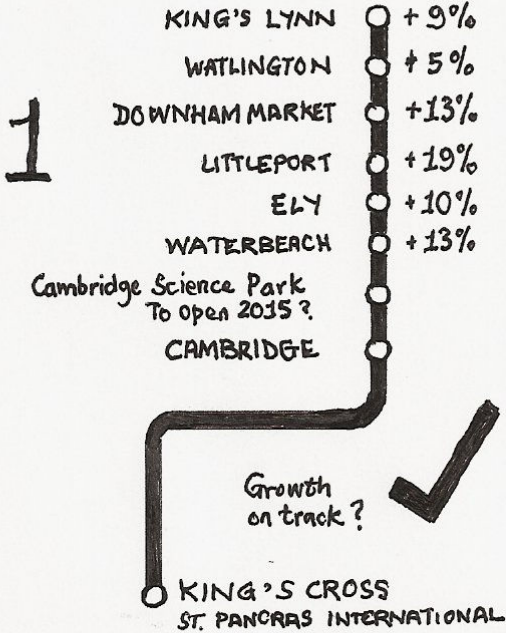 KING'S LYNN +9%
WATLINGTON +5%
DOWNHAM MARKET +13%
1
LITTLEPORT +19%
ELY +10%
WATERBEACH +13%
Cambridge Science Park
To open 2015?
CAMBRIDGE
Growth
on track?
KING'S CROSS
ST. PANCRAS INTERNATIONAL